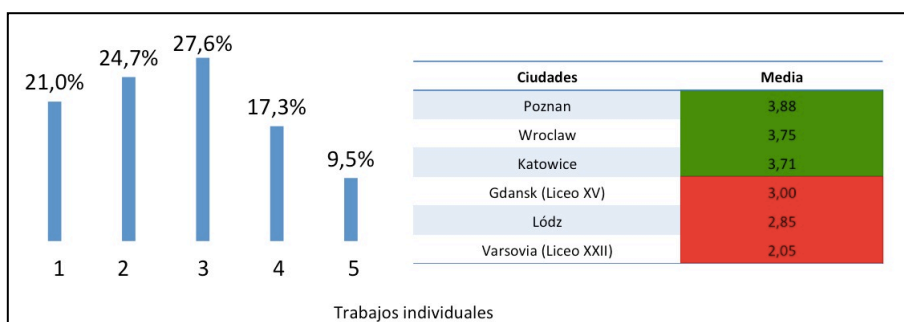 27,6%
24,7%
21,0%
17,3%
9,5%
1 2 3 4 5
Ciudades Media
Poznan 3,88
Wroclaw 3,75
Katowice 3,71
Gdansk (Liceo XV) 3,00
Lódz 2,85
Varsovia (Liceo XXII) 2,05
Trabajos individuales